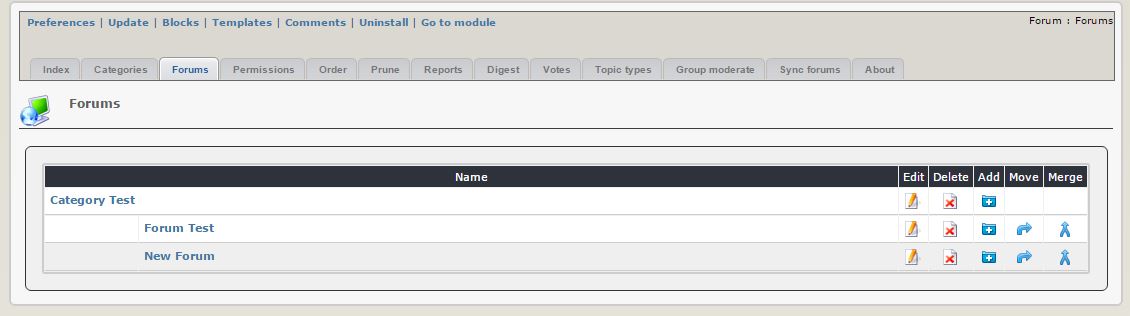 Preferences | Update | Blocks | Templates | Comments | Uninstall | Go to module
Forum : Forums
Index Categories Forums Permissions Order Prune Reports Digest Votes Topic types Group moderate Sync forums About
Forums
Name Edit Delete Add Move Merge
Category Test
Forum Test
New Forum